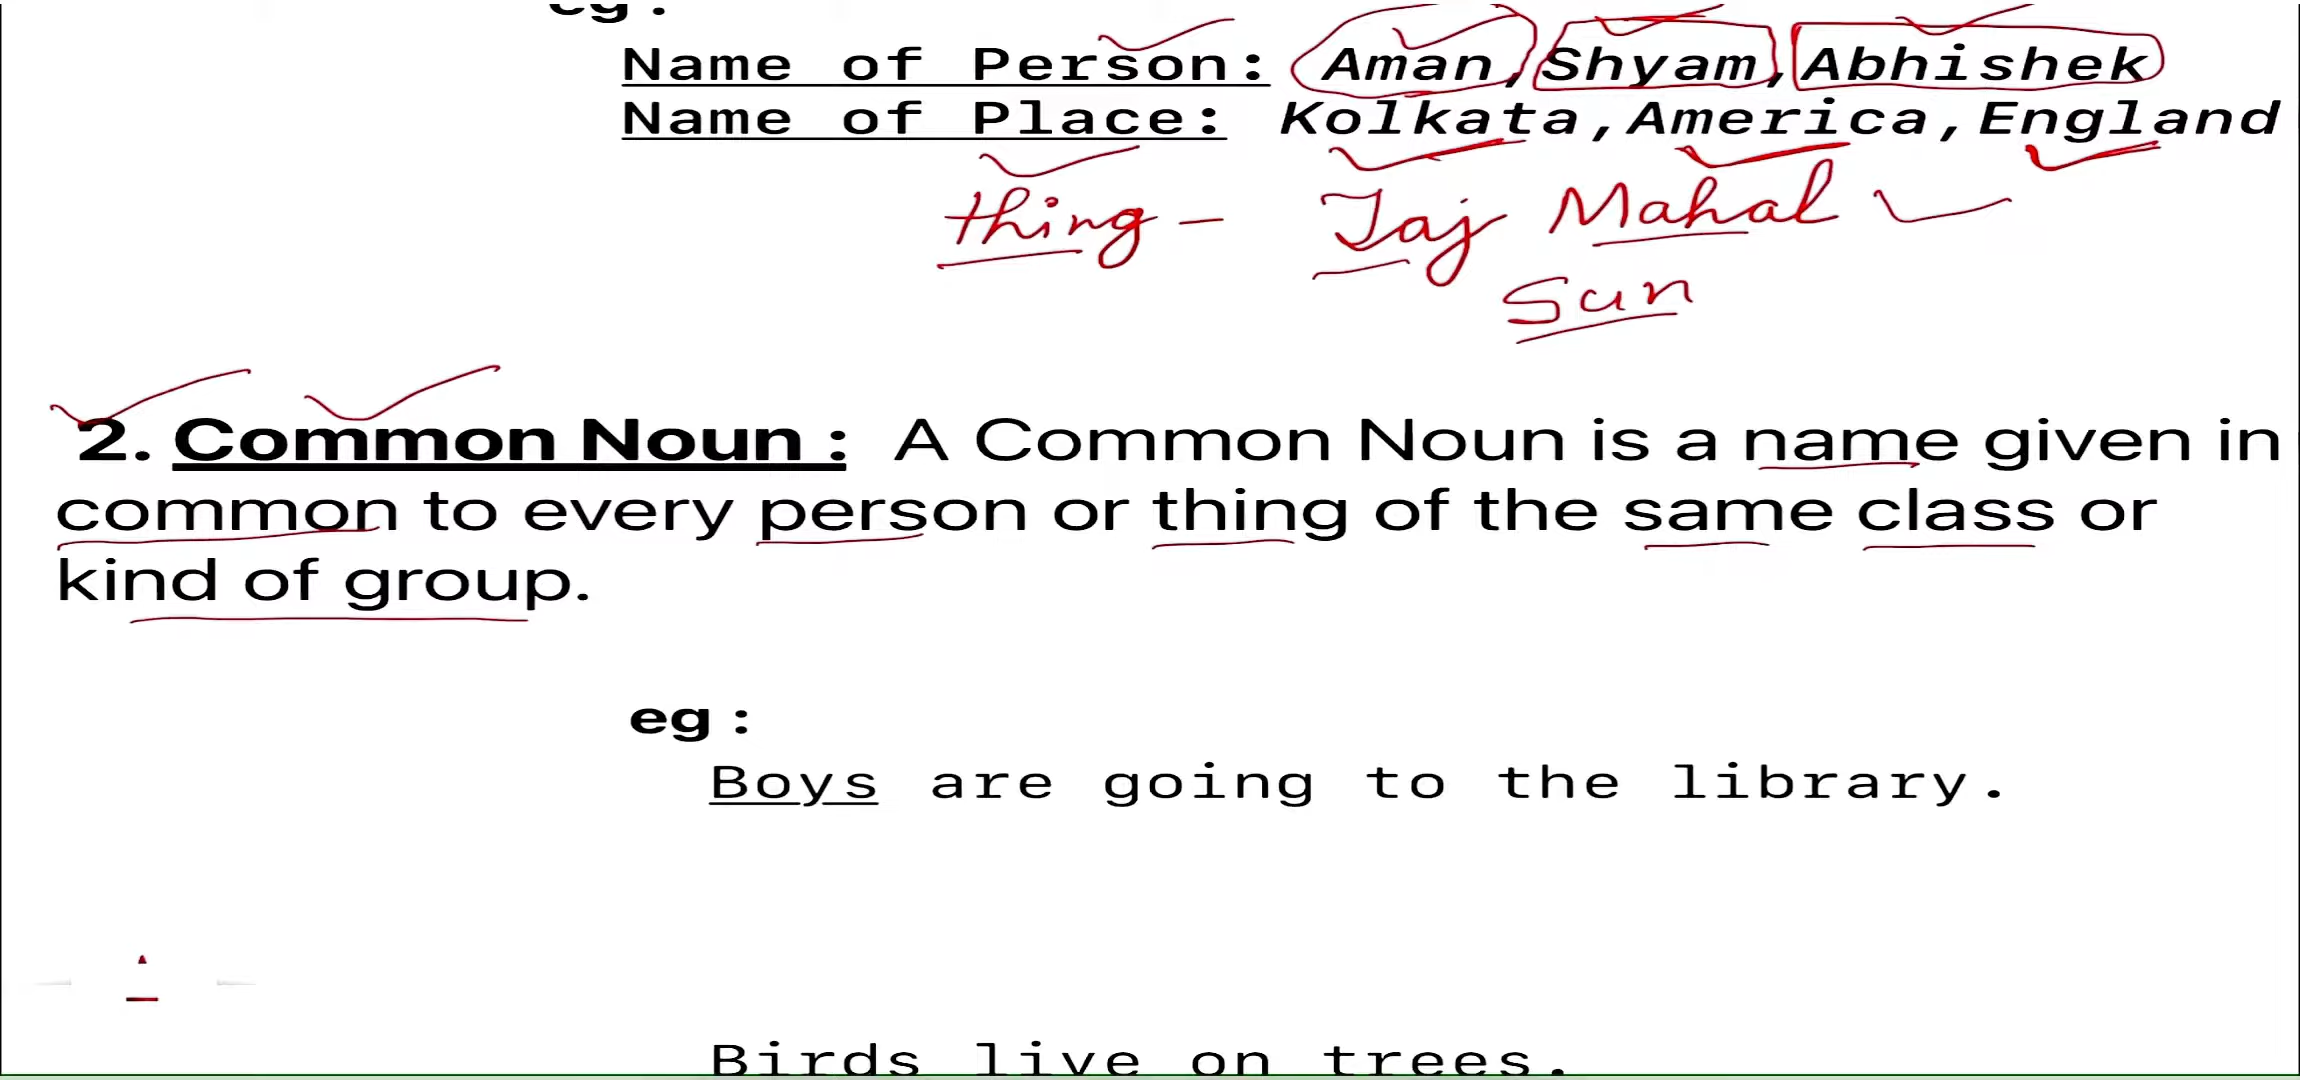 eg:
Name of Person: Aman, Shyam, Abhishek
Name of Place: Kolkata, America, England
thing - Taj Mahal
Sun
2. Common Noun : A Common Noun is a name given in
common to every person or thing of the same class or
kind of group.
eg :
Boys are going to the library.
Birds live on trees.